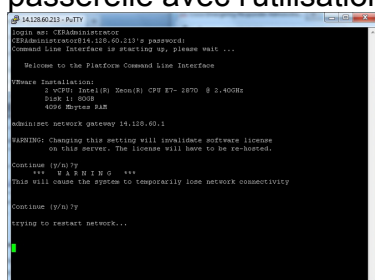 passerelle avec l'utilisation
14.128.60.213 - PuTTY
login as: CERAdministrator
CERAdministrator@14.128.60.213's password:
Command Line Interface is starting up, please wait ...
Welcome to the Platform Command Line Interface
VMware Installation:
2 vCPU: Intel(R) Xeon(R) CPU E7- 2870 @ 2.40GHz
Disk 1: 80GB
4096 Mbytes RAM
admin:set network gateway 14.128.60.1
WARNING: Changing this setting will invalidate software license
on this server. The license will have to be re-hosted.
Continue (y/n)?y
*** W A R N I N G ***
This will cause the system to temporarily lose network connectivity
Continue (y/n)?y
trying to restart network...